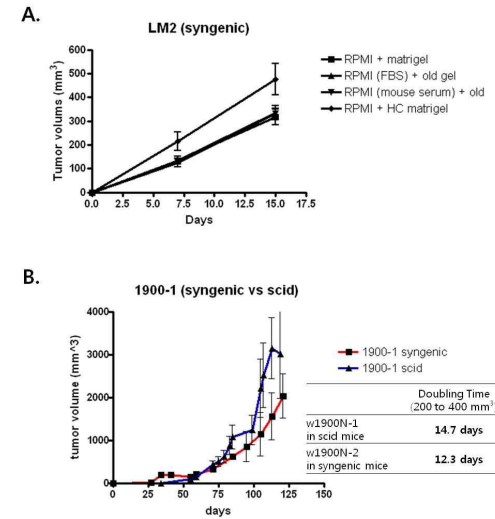 A.
LM2 (syngenic)
Tumor volums (mm³)
600
500
400
300
200
100
0
0.0 2.5 5.0 7.5 10.0 12.5 15.0 17.5
Days
RPMI + matrigel
RPMI (FBS) + old gel
RPMI (mouse serum) + old
RPMI + HC matrigel
B.
1900-1 (syngenic vs scid)
tumor volume (mm^3)
4000
3000
2000
1000
0
0 25 50 75 100 125 150
days
1900-1 syngenic
1900-1 scid
Doubling Time
(200 to 400 mm³
w1900N-1
in scid mice
14.7 days
w1900N-2
in syngenic mice
12.3 days